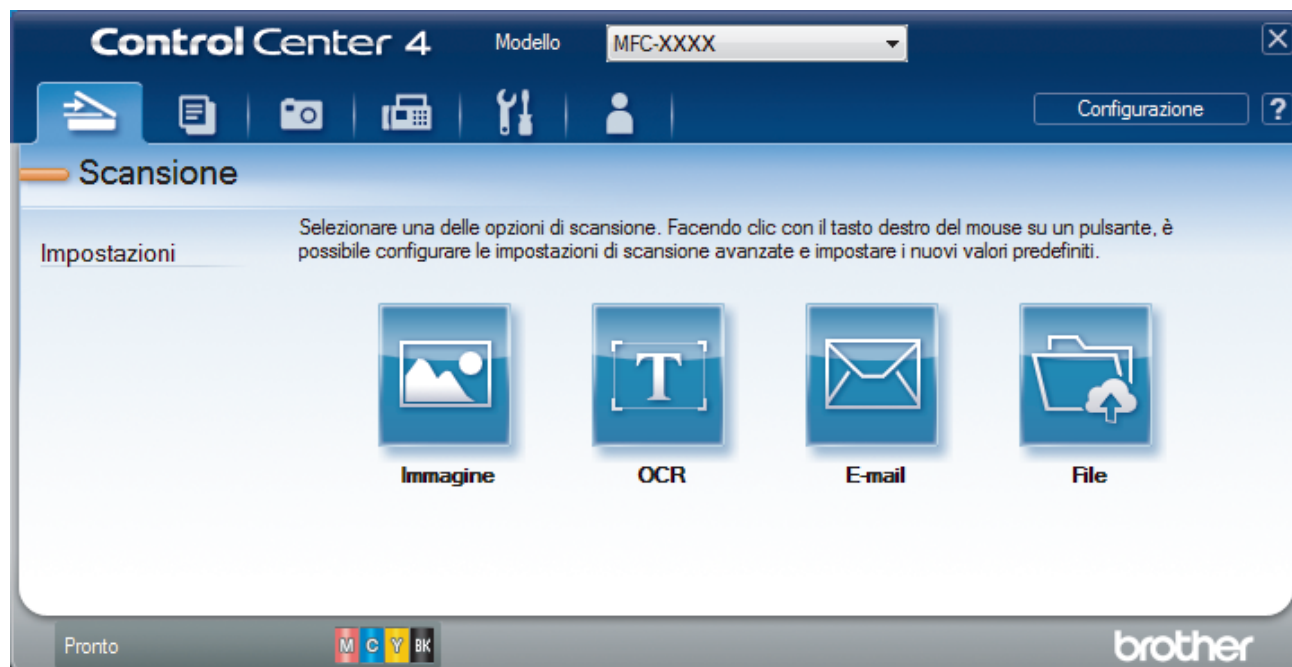 ControlCenter 4 Modello MFC-XXXX
Configurazione ?
Scansione
Impostazioni
Selezionare una delle opzioni di scansione. Facendo clic con il tasto destro del mouse su un pulsante, è
possibile configurare le impostazioni di scansione avanzate e impostare i nuovi valori predefiniti.
T
Immagine OCR E-mail File
Pronto M C Y BK brother